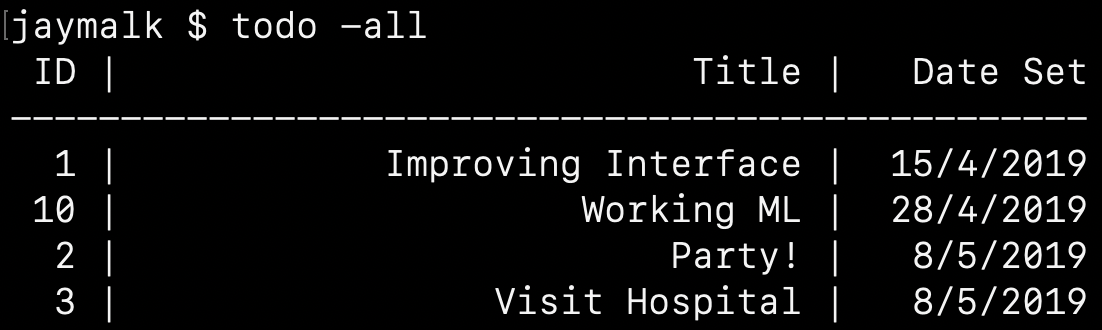 [jaymalk $ todo -all
ID | Title | Date Set
-------------------------------------------------
1 | Improving Interface | 15/4/2019
10 | Working ML | 28/4/2019
2 | Party! | 8/5/2019
3 | Visit Hospital | 8/5/2019